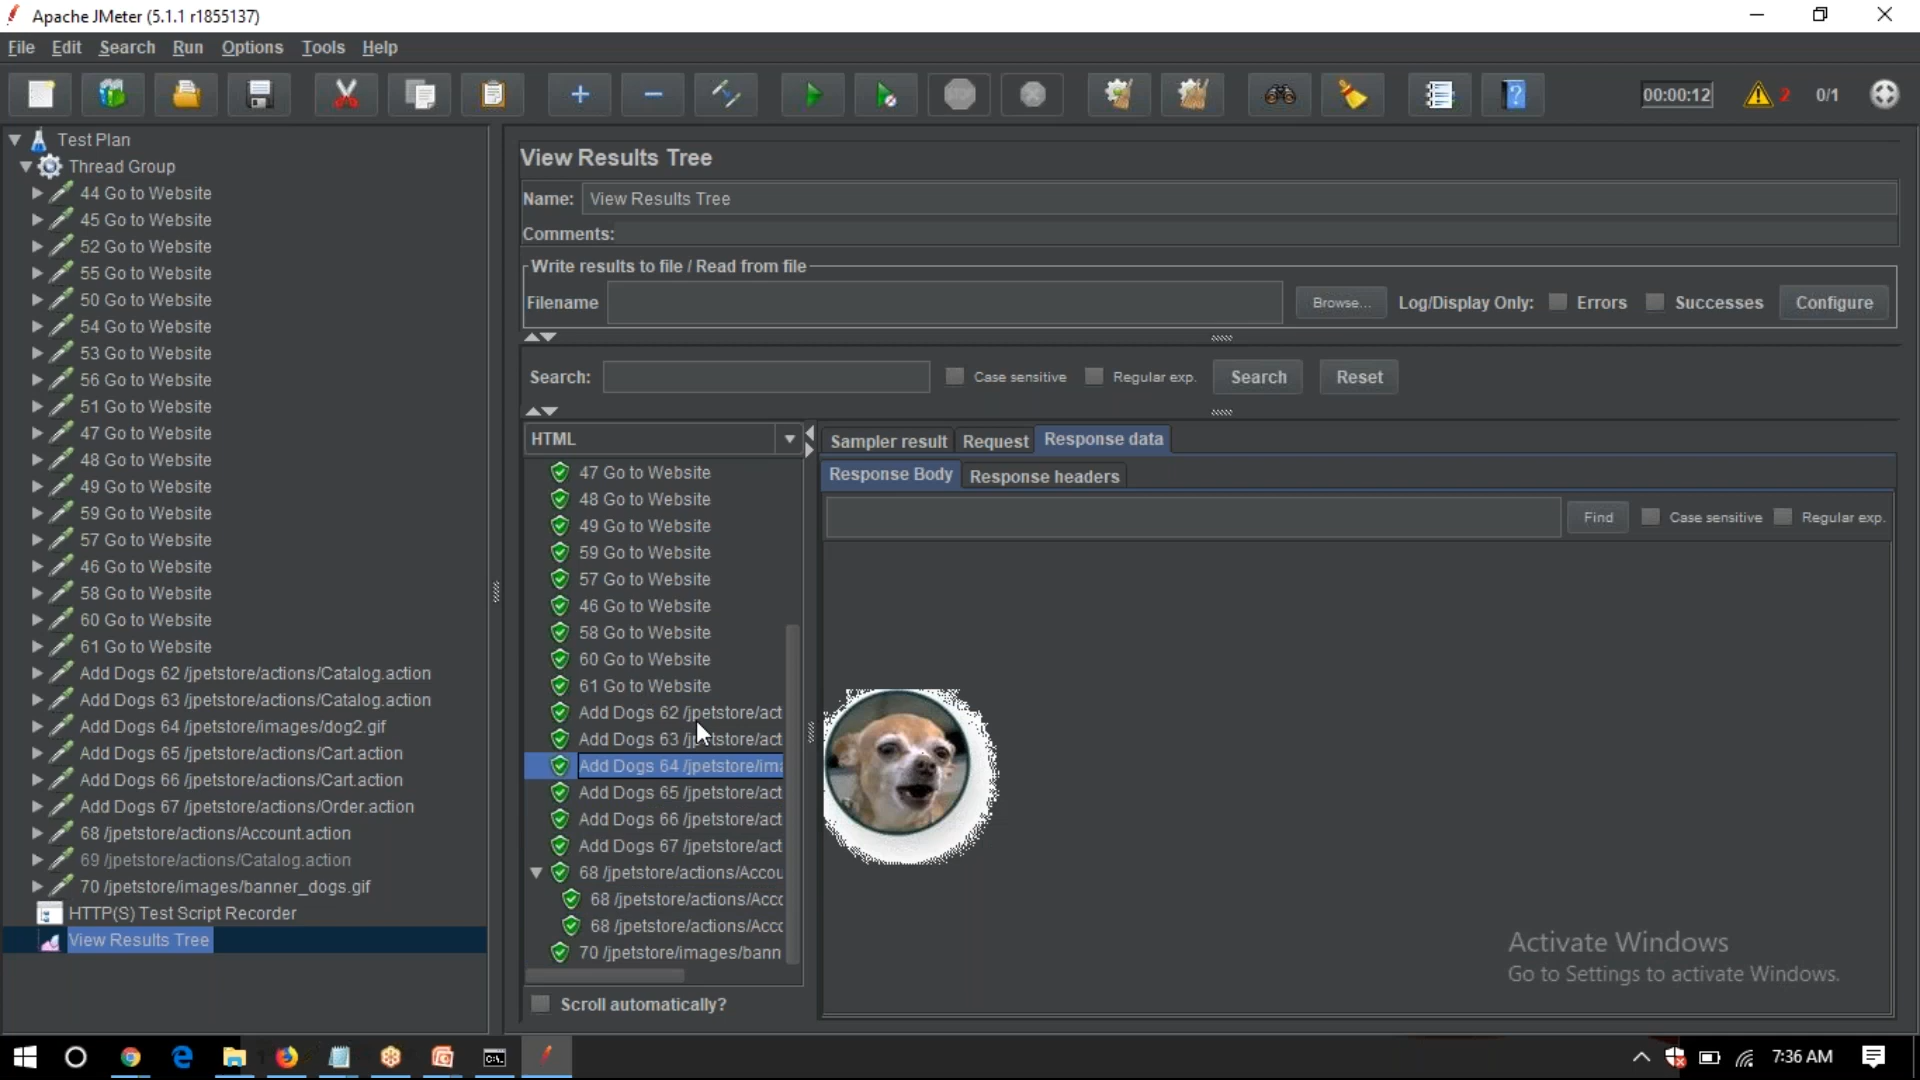 Apache JMeter (5.1.1 r1855137)
File Edit Search Run Options Tools Help
00:00:12 2 0/1
Test Plan
Thread Group
44 Go to Website
45 Go to Website
52 Go to Website
55 Go to Website
50 Go to Website
54 Go to Website
53 Go to Website
56 Go to Website
51 Go to Website
47 Go to Website
48 Go to Website
49 Go to Website
59 Go to Website
57 Go to Website
46 Go to Website
58 Go to Website
60 Go to Website
61 Go to Website
Add Dogs 62 /jpetstore/actions/Catalog.action
Add Dogs 63 /jpetstore/actions/Catalog.action
Add Dogs 64 /jpetstore/images/dog2.gif
Add Dogs 65 /jpetstore/actions/Cart.action
Add Dogs 66 /jpetstore/actions/Cart.action
Add Dogs 67 /jpetstore/actions/Order.action
68 /jpetstore/actions/Account.action
69 /jpetstore/actions/Catalog.action
70 /jpetstore/images/banner_dogs.gif
HTTP(S) Test Script Recorder
View Results Tree
View Results Tree
Name: View Results Tree
Comments:
Write results to file / Read from file
Filename Browse... Log/Display Only: Errors Successes Configure
Search: Case sensitive Regular exp. Search Reset
HTML
47 Go to Website
48 Go to Website
49 Go to Website
59 Go to Website
57 Go to Website
46 Go to Website
58 Go to Website
60 Go to Website
61 Go to Website
Add Dogs 62 /jpetstore/act
Add Dogs 63 /jpetstore/act
Add Dogs 64 /jpetstore/ima
Add Dogs 65 /jpetstore/act
Add Dogs 66 /jpetstore/act
Add Dogs 67 /jpetstore/act
68 /jpetstore/actions/Accou
68 /jpetstore/actions/Acco
68 /jpetstore/actions/Acco
70 /jpetstore/images/bann
Scroll automatically?
Sampler result Request Response data
Response Body Response headers
Find Case sensitive Regular exp.
Activate Windows
Go to Settings to activate Windows.
7:36 AM